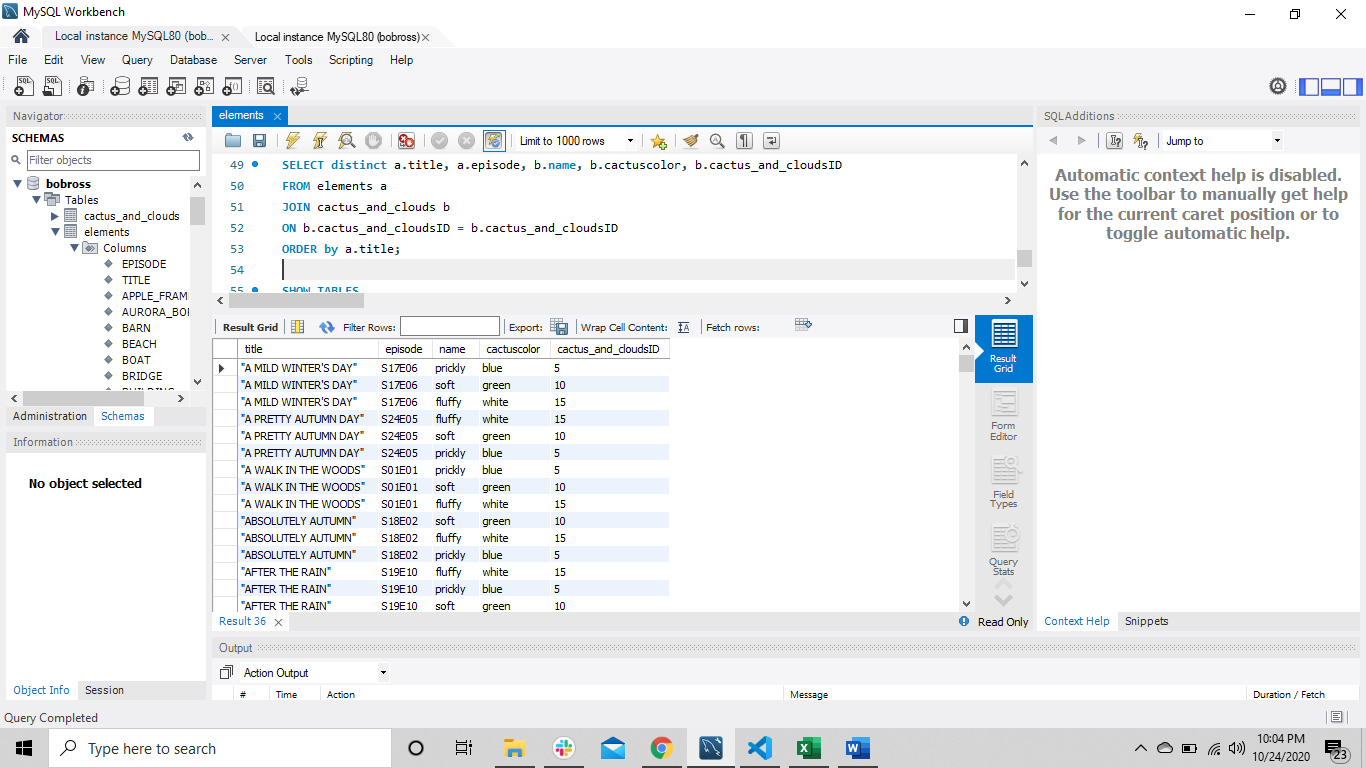 MySQL Workbench
Local instance MySQL80 (bob... × Local instance MySQL80 (bobross) ×
File Edit View Query Database Server Tools Scripting Help
Navigator
SCHEMAS
Filter objects
bobross
Tables
cactus_and_clouds
elements
Columns
EPISODE
TITLE
APPLE_FRAM
AURORA_BOR
BARN
BEACH
BOAT
BRIDGE
Administration Schemas
Information
No object selected
Object Info Session
elements ×
Limit to 1000 rows
49 SELECT distinct a.title, a.episode, b.name, b.cactuscolor, b.cactus_and_cloudsID
50 FROM elements a
51 JOIN cactus_and_clouds b
52 ON b.cactus_and_cloudsID = b.cactus_and_cloudsID
53 ORDER by a.title;
54
55 SHOW TABLES
Result Grid Filter Rows: Export: Wrap Cell Content: Fetch rows:
title episode name cactuscolor cactus_and_cloudsID
"A MILD WINTER'S DAY" S17E06 prickly blue 5
"A MILD WINTER'S DAY" S17E06 soft green 10
"A MILD WINTER'S DAY" S17E06 fluffy white 15
"A PRETTY AUTUMN DAY" S24E05 fluffy white 15
"A PRETTY AUTUMN DAY" S24E05 soft green 10
"A PRETTY AUTUMN DAY" S24E05 prickly blue 5
"A WALK IN THE WOODS" S01E01 prickly blue 5
"A WALK IN THE WOODS" S01E01 soft green 10
"A WALK IN THE WOODS" S01E01 fluffy white 15
"ABSOLUTELY AUTUMN" S18E02 soft green 10
"ABSOLUTELY AUTUMN" S18E02 fluffy white 15
"ABSOLUTELY AUTUMN" S18E02 prickly blue 5
"AFTER THE RAIN" S19E10 fluffy white 15
"AFTER THE RAIN" S19E10 prickly blue 5
"AFTER THE RAIN" S19E10 soft green 10
Result Grid
Form Editor
Field Types
Query Stats
Result 36 ×
Read Only
Output
Action Output
# Time Action Message Duration / Fetch
SQLAdditions
Jump to
Automatic context help is disabled.
Use the toolbar to manually get help
for the current caret position or to
toggle automatic help.
Context Help Snippets
Query Completed
Type here to search
10:04 PM
10/24/2020
23